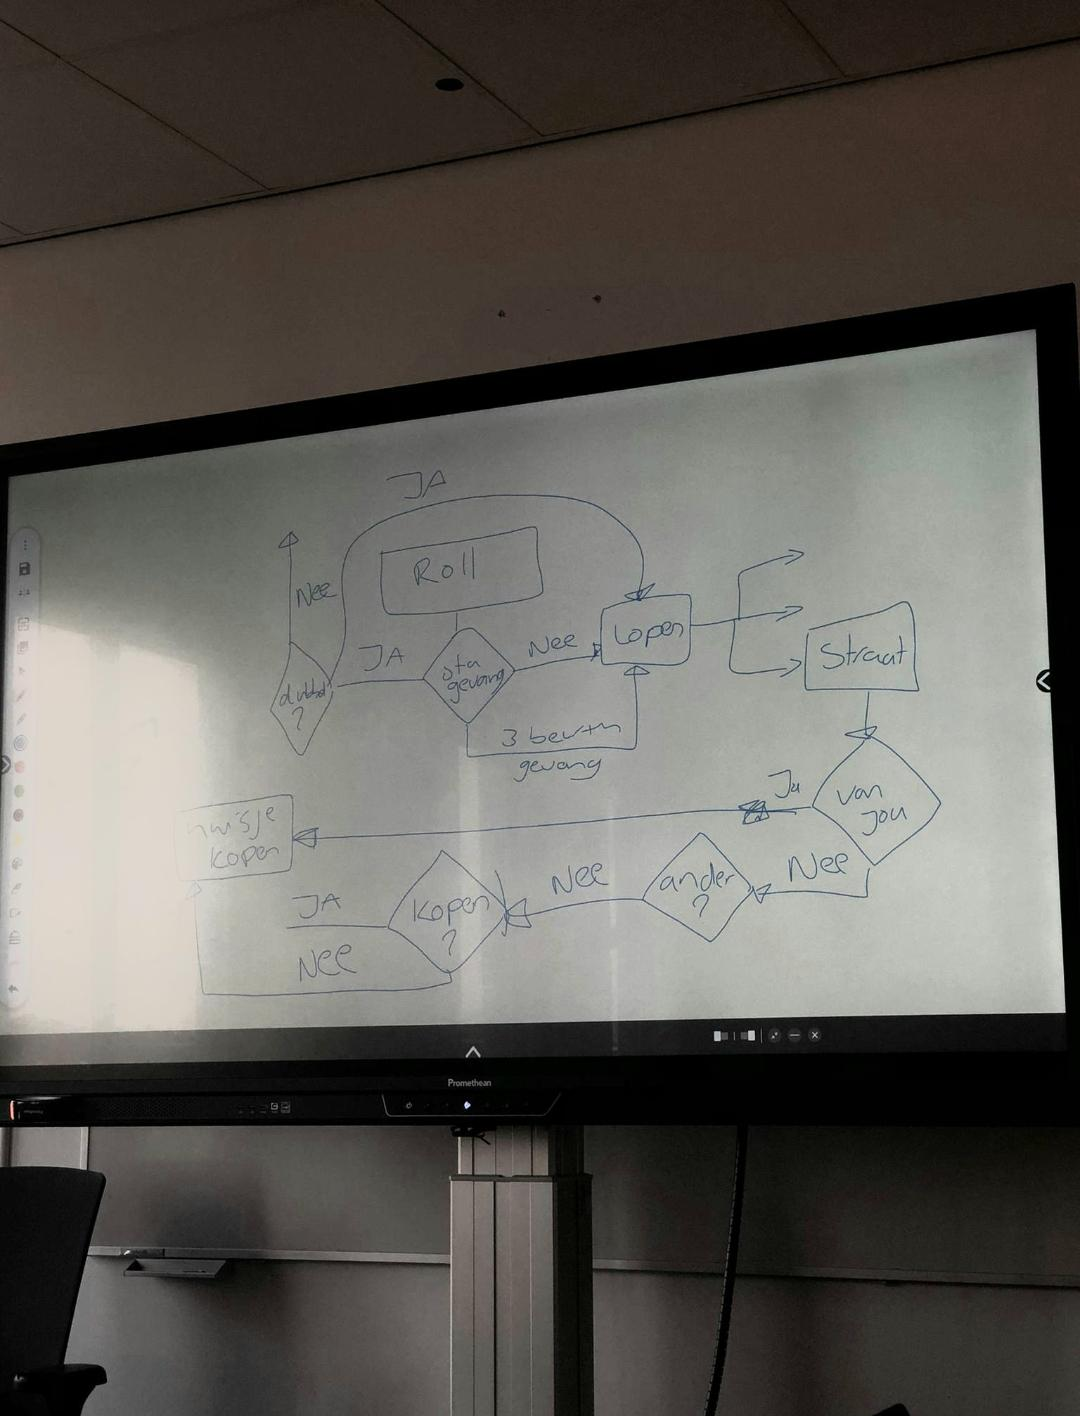 JA
Roll
Nee
Lopen
Straat
JA
sta
gevang
Nee
dubbel
?
3 beurtn
gevang
van
jou
Ja
huisje
kopen
ander
?
Nee
Nee
kopen
?
JA
Nee
Promethean